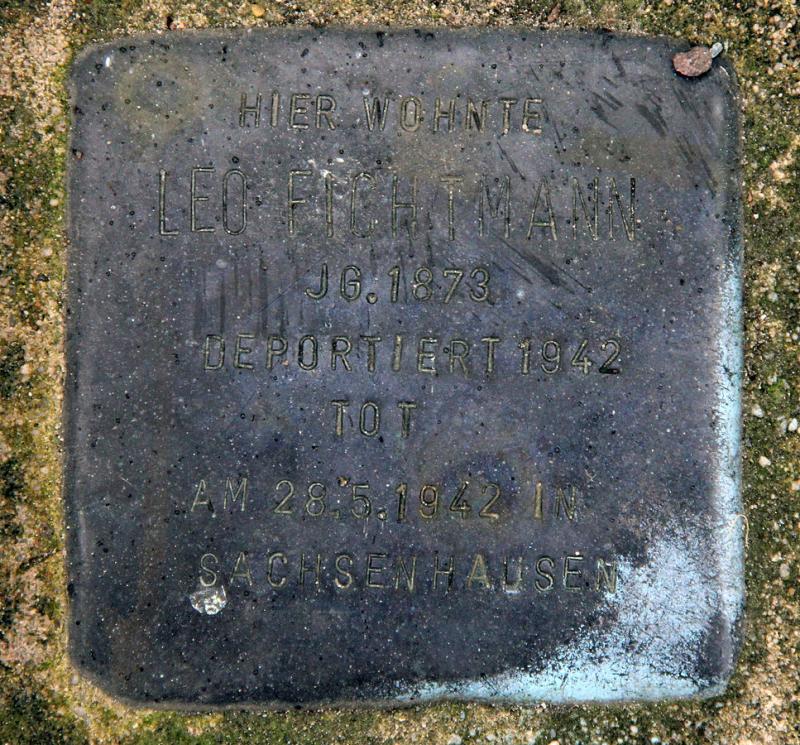 HIER WOHNTE
LEO FICHTMANN
JG. 1873
DEPORTIERT 1942
TOT
AM 28.5.1942 IN
SACHSENHAUSEN